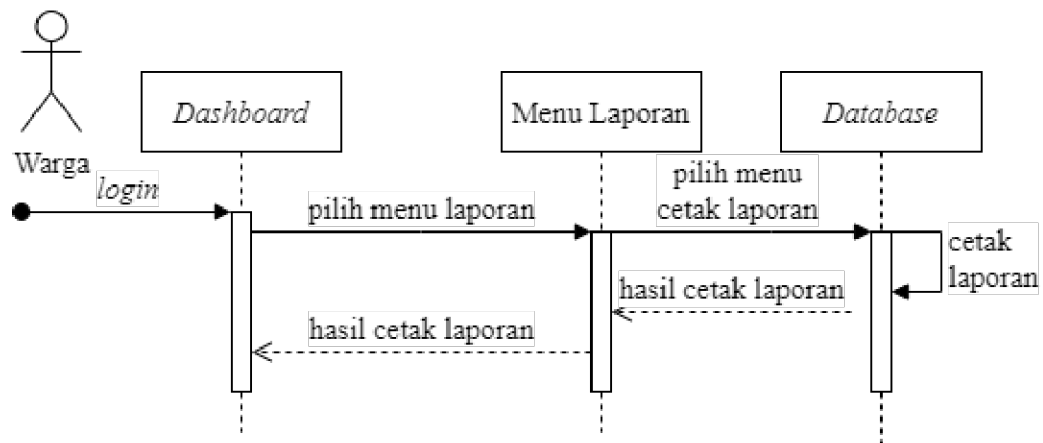 Dashboard
Menu Laporan
Database
Warga
login
pilih menu laporan
pilih menu
cetak laporan
cetak
laporan
hasil cetak laporan
hasil cetak laporan